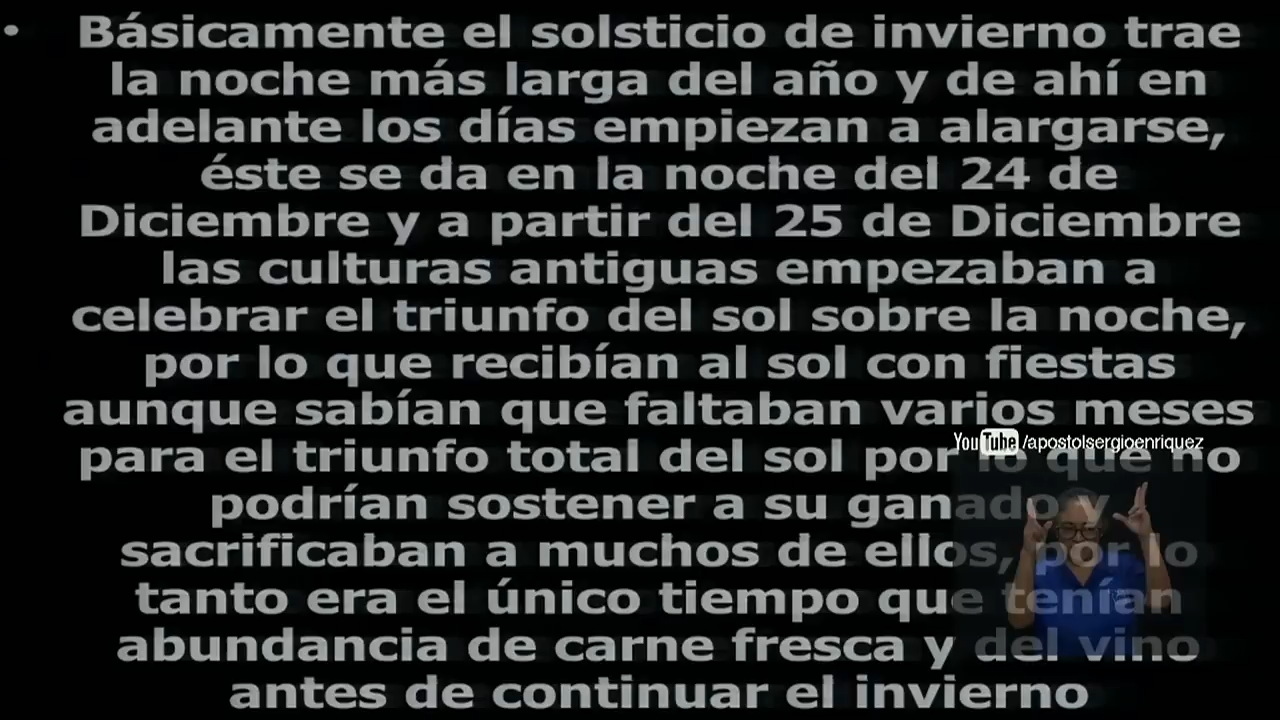 • Básicamente el solsticio de invierno trae
la noche más larga del año y de ahí en
adelante los días empiezan a alargarse,
éste se da en la noche del 24 de
Diciembre y a partir del 25 de Diciembre
las culturas antiguas empezaban a
celebrar el triunfo del sol sobre la noche,
por lo que recibían al sol con fiestas
aunque sabían que faltaban varios meses
para el triunfo total del sol por lo que no
podrían sostener a su ganado y
sacrificaban a muchos de ellos, por lo
tanto era el único tiempo que tenían
abundancia de carne fresca y del vino
antes de continuar el invierno
YouTube /apostolsergioenriquez